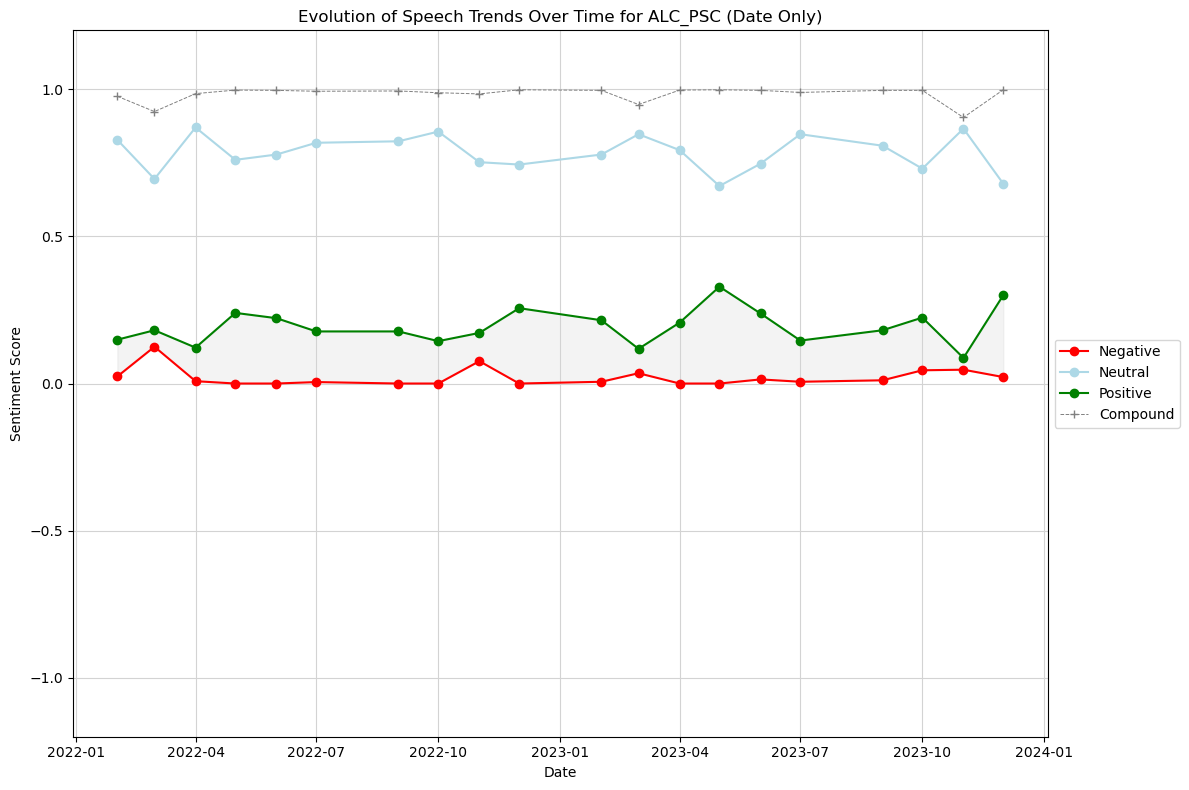 Evolution of Speech Trends Over Time for ALC_PSC (Date Only)
Sentiment Score
1.0
0.5
0.0
−0.5
−1.0
Negative
Neutral
Positive
Compound
2022-01 2022-04 2022-07 2022-10 2023-01 2023-04 2023-07 2023-10 2024-01
Date